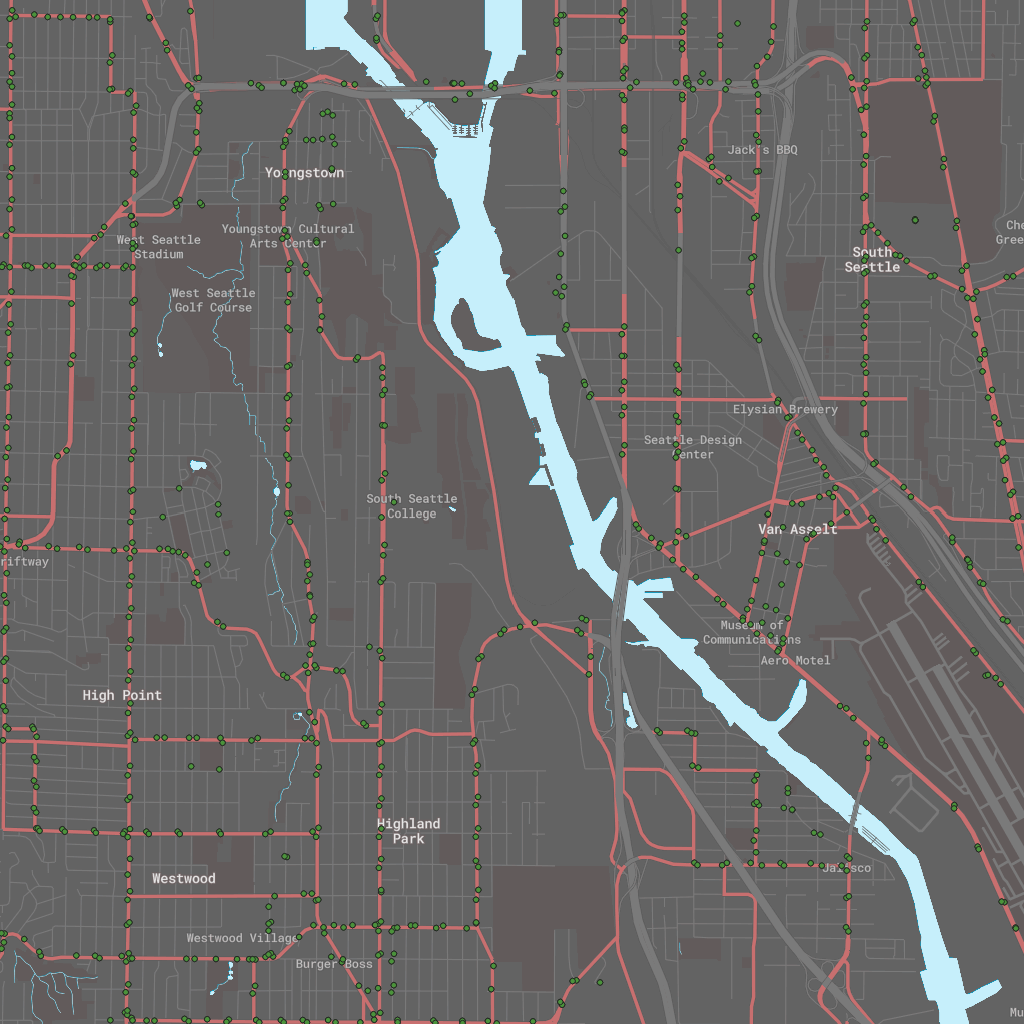 Jack's BBQ
Youngstown
Youngstown Cultural
Arts Center
West Seattle
Stadium
South
Seattle
West Seattle
Golf Course
Elysian Brewery
Seattle Design
Center
South Seattle
College
Van Asselt
riftway
Museum of
Communications
Aero Motel
High Point
Highland
Park
Jalisco
Westwood
Westwood Village
Burger Boss